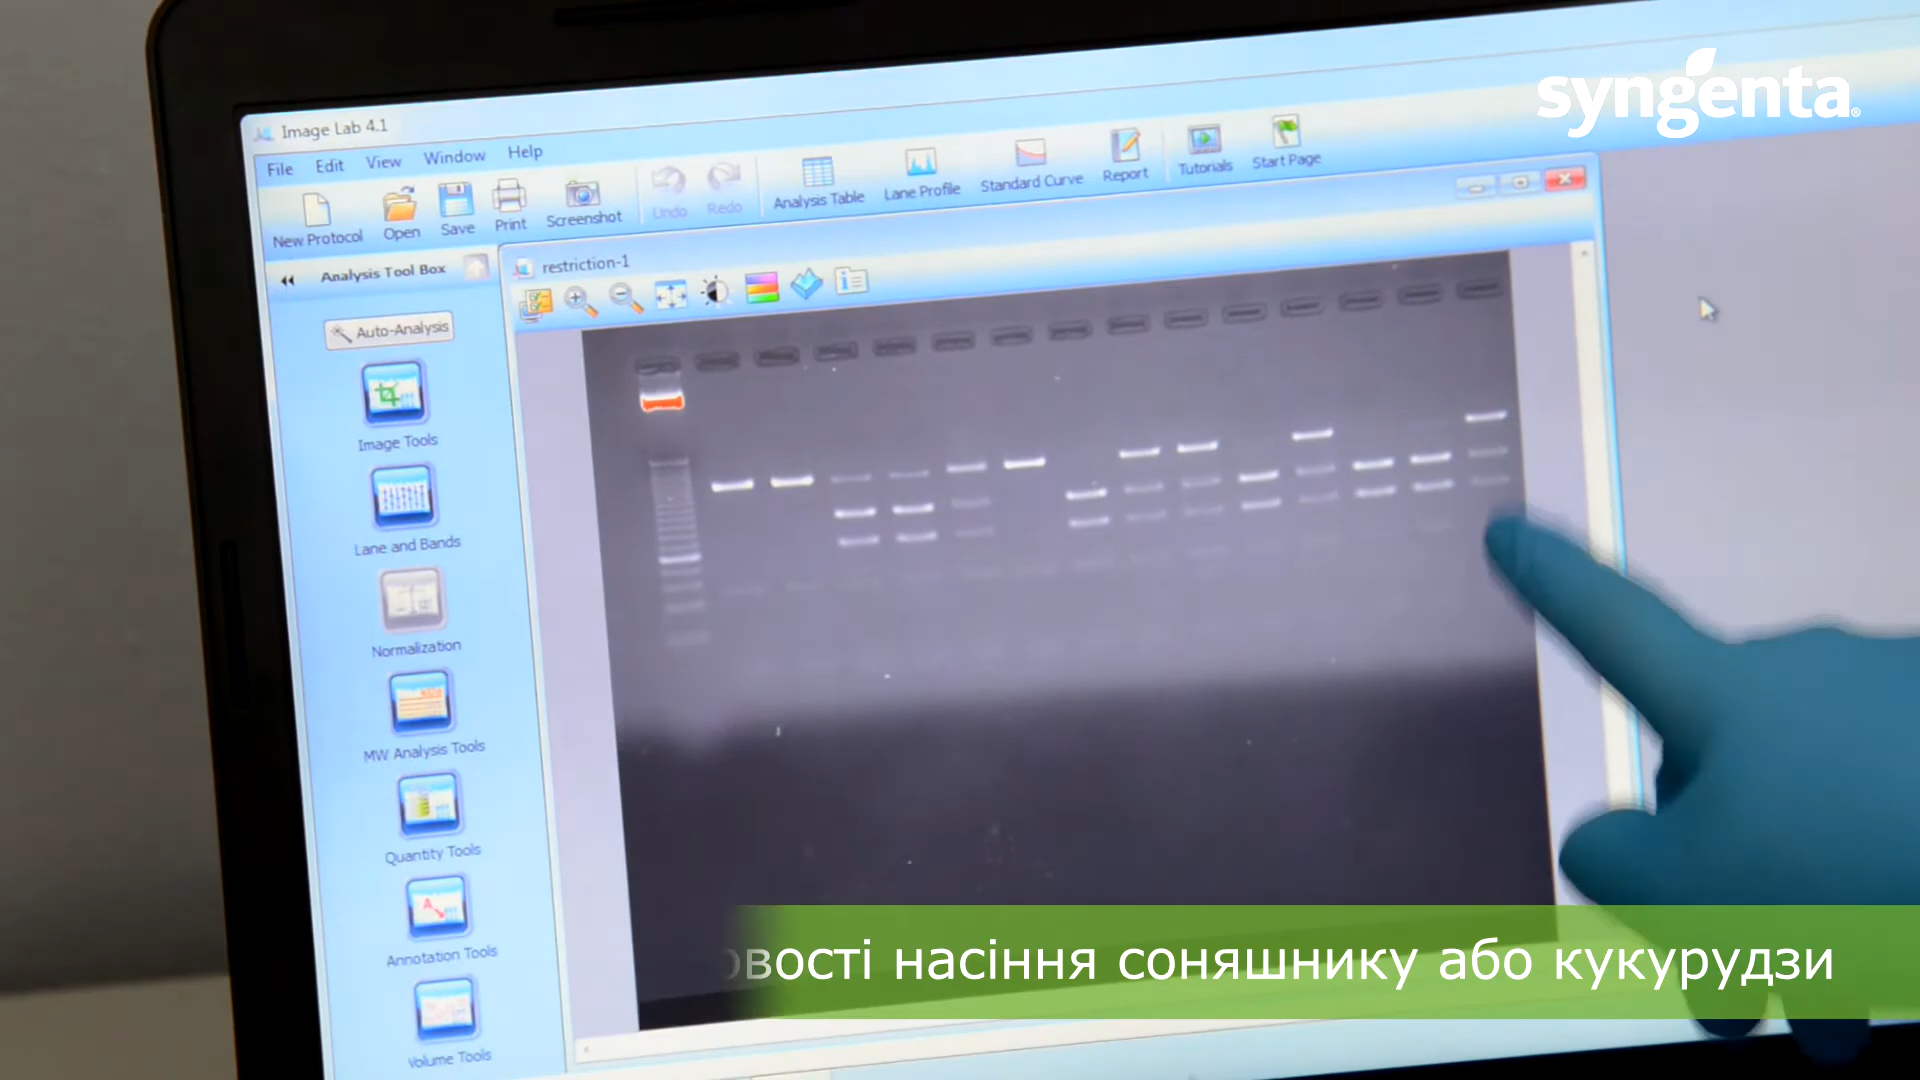 syngenta
Image Lab 4.1
File Edit View Window Help
New Protocol Open Save Print Screenshot Undo Redo Analysis Table Lane Profile Standard Curve Report Tutorials Start Page
Analysis Tool Box
restriction-1
Auto-Analysis
Image Tools
Lane and Bands
Normalization
MW Analysis Tools
Quantity Tools
Annotation Tools
Volume Tools
насіння соняшнику або кукурудзи